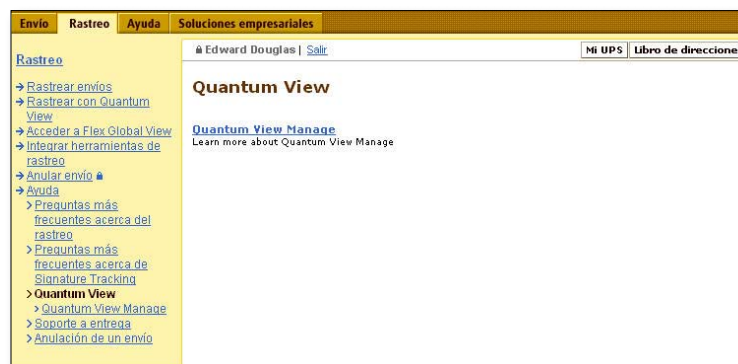 Envío Rastreo Ayuda Soluciones empresariales
Edward Douglas | Salir Mi UPS Libro de direccione
Rastreo
Rastrear envíos
Rastrear con Quantum
View
Acceder a Flex Global View
Integrar herramientas de
rastreo
Anular envío
Ayuda
Preguntas más
frecuentes acerca del
rastreo
Preguntas más
frecuentes acerca de
Signature Tracking
Quantum View
Quantum View Manage
Soporte a entrega
Anulación de un envío
Quantum View
Quantum View Manage
Learn more about Quantum View Manage